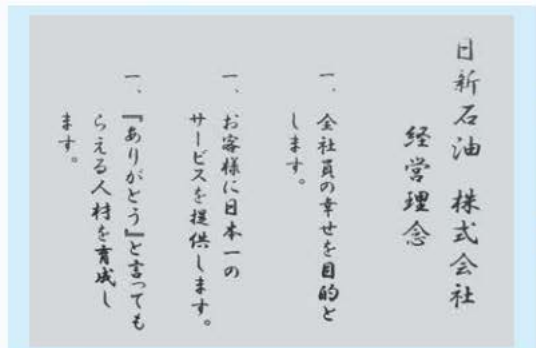 日新石油 株式会社
経営理念
一、全社員の幸せを目的と
します。
一、お客様に日本一の
サービスを提供します。
一、『ありがとう』と言っても
らえる人材を育成し
ます。